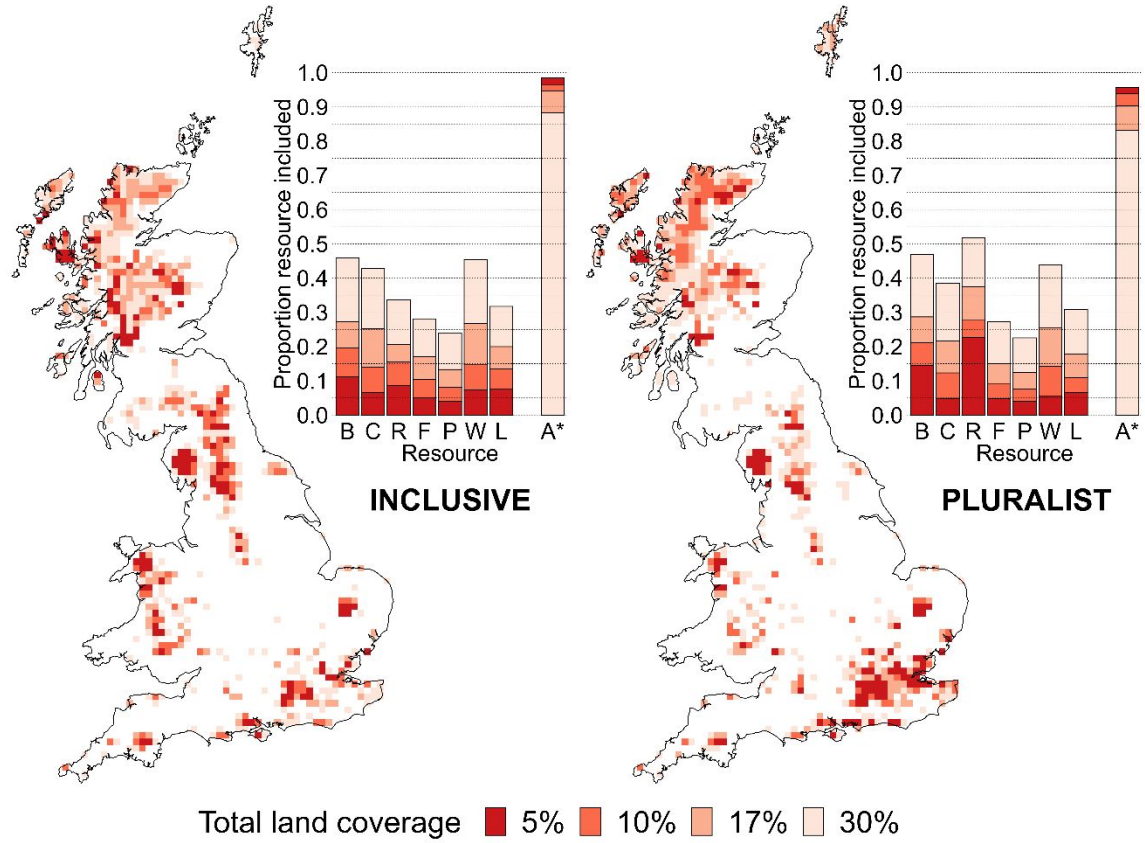 Proportion resource included
1.0
0.9
0.8
0.7
0.6
0.5
0.4
0.3
0.2
0.1
0.0
B C R F P W L A*
Resource
INCLUSIVE
Proportion resource included
1.0
0.9
0.8
0.7
0.6
0.5
0.4
0.3
0.2
0.1
0.0
B C R F P W L A*
Resource
PLURALIST
Total land coverage 5% 10% 17% 30%